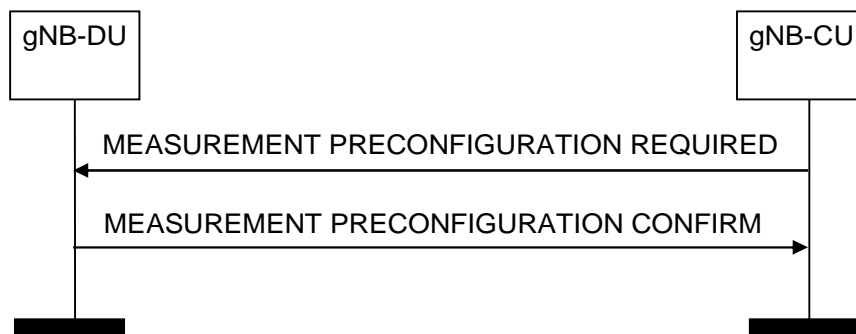 gNB-DU
gNB-CU
MEASUREMENT PRECONFIGURATION REQUIRED
MEASUREMENT PRECONFIGURATION CONFIRM